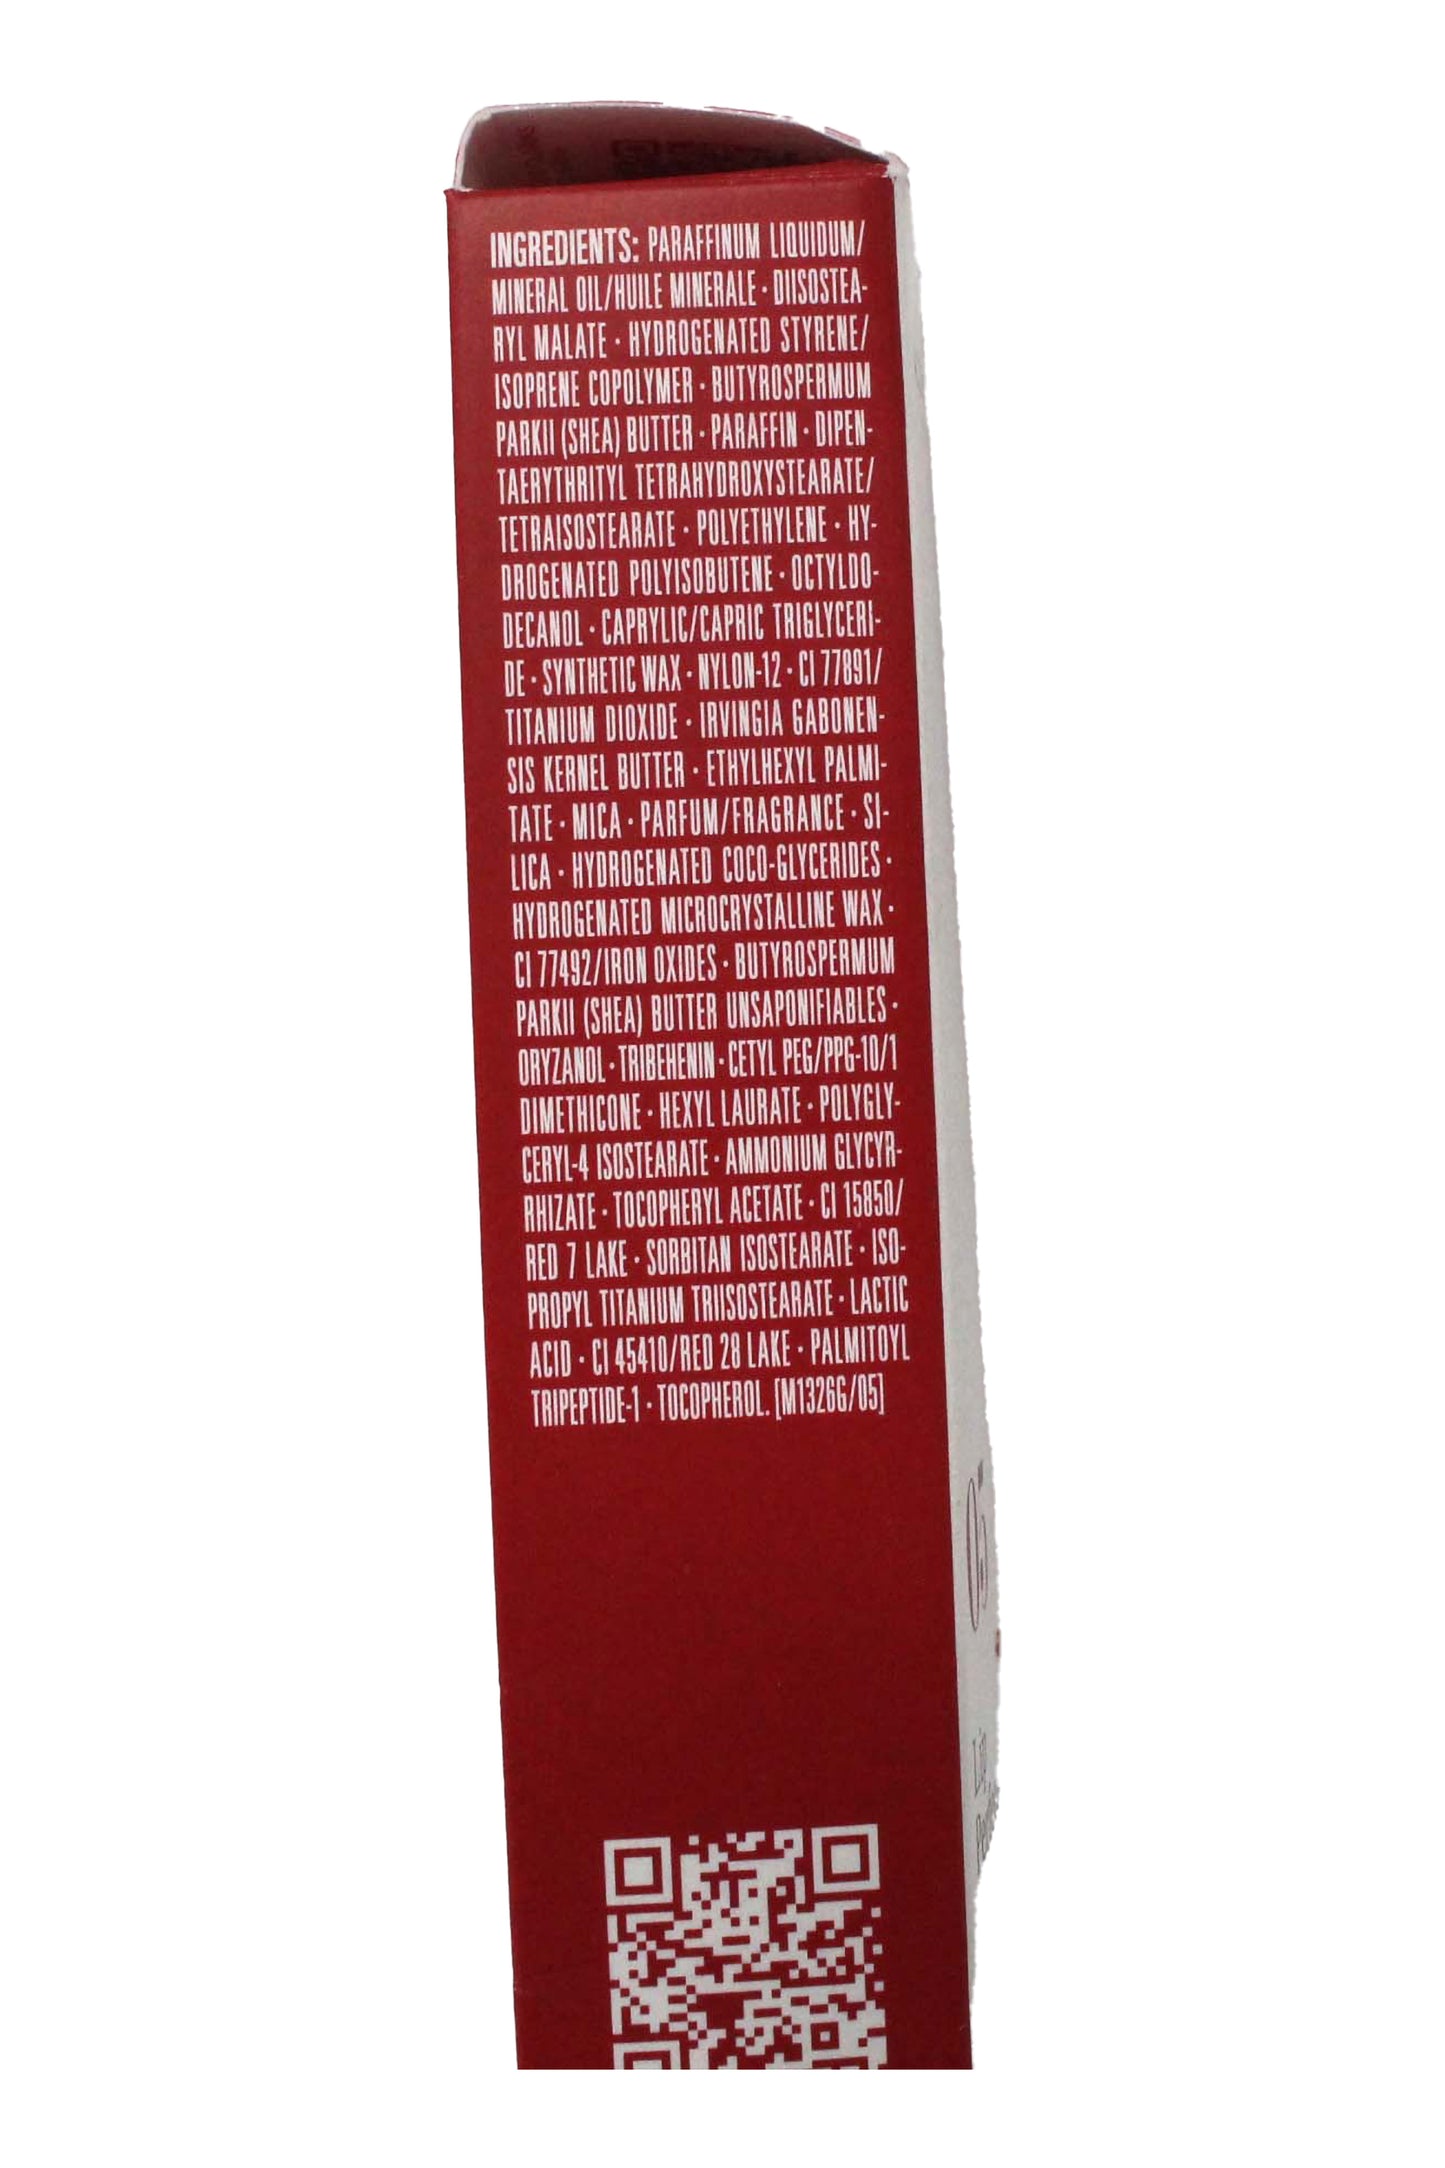 INGREDIENTS: PARAFFINUM LIQUIDUM/
MINERAL OIL/HUILE MINERALE · DIISOSTEA-
RYL MALATE · HYDROGENATED STYRENE/
ISOPRENE COPOLYMER · BUTYROSPERMUM
PARKII (SHEA) BUTTER · PARAFFIN · DIPEN-
TAERYTHRITYL TETRAHYDROXYSTEARATE/
TETRAISOSTEARATE · POLYETHYLENE · HY-
DROGENATED POLYISOBUTENE · OCTYLDO-
DECANOL · CAPRYLIC/CAPRIC TRIGLYCERI-
DE · SYNTHETIC WAX · NYLON-12 · CI 77891/
TITANIUM DIOXIDE · IRVINGIA GABONEN-
SIS KERNEL BUTTER · ETHYLHEXYL PALMI-
TATE · MICA · PARFUM/FRAGRANCE · SI-
LICA · HYDROGENATED COCO-GLYCERIDES ·
HYDROGENATED MICROCRYSTALLINE WAX ·
CI 77492/IRON OXIDES · BUTYROSPERMUM
PARKII (SHEA) BUTTER UNSAPONIFIABLES ·
ORYZANOL · TRIBEHENIN · CETYL PEG/PPG-10/1
DIMETHICONE · HEXYL LAURATE · POLYGLY-
CERYL-4 ISOSTEARATE · AMMONIUM GLYCYR-
RHIZATE · TOCOPHERYL ACETATE · CI 15850/
RED 7 LAKE · SORBITAN ISOSTEARATE · ISO-
PROPYL TITANIUM TRIISOSTEARATE · LACTIC
ACID · CI 45410/RED 28 LAKE · PALMITOYL
TRIPEPTIDE-1 · TOCOPHEROL. [M1326G/05]
Lip